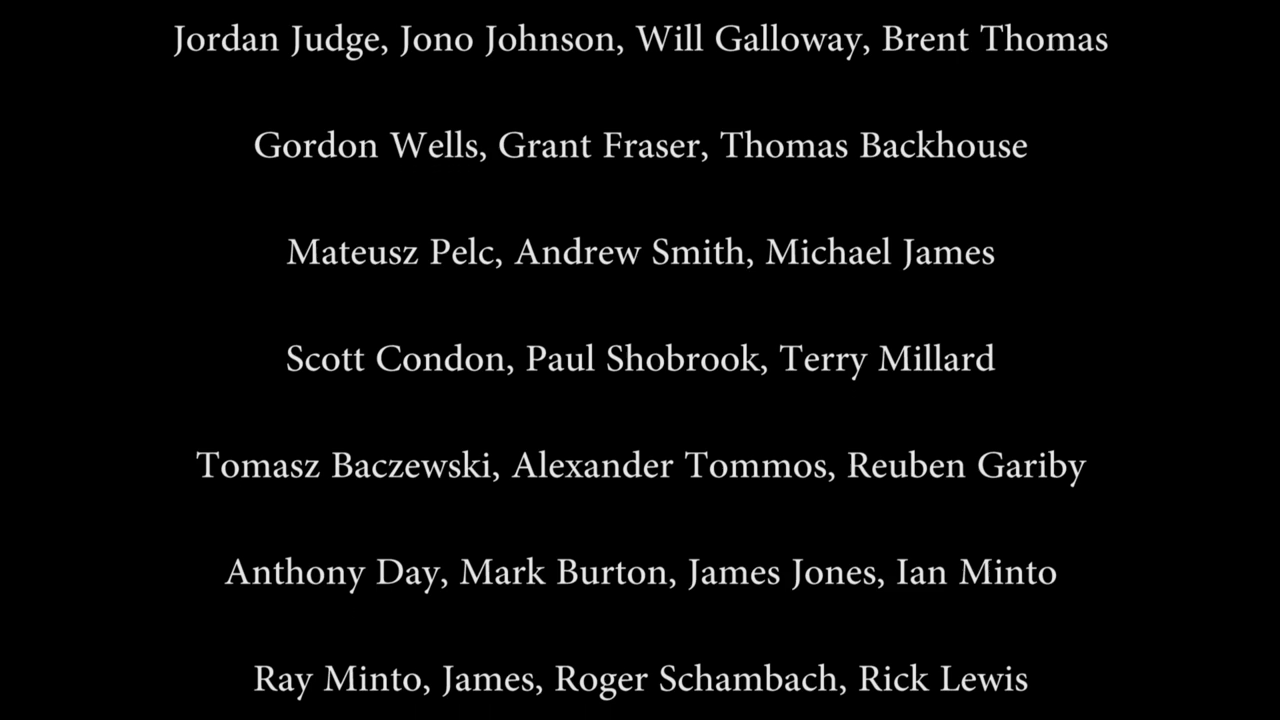 Jordan Judge, Jono Johnson, Will Galloway, Brent Thomas
Gordon Wells, Grant Fraser, Thomas Backhouse
Mateusz Pelc, Andrew Smith, Michael James
Scott Condon, Paul Shobrook, Terry Millard
Tomasz Baczewski, Alexander Tommos, Reuben Gariby
Anthony Day, Mark Burton, James Jones, Ian Minto
Ray Minto, James, Roger Schambach, Rick Lewis